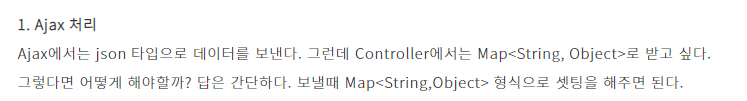 1. Ajax 처리
Ajax에서는 json 타입으로 데이터를 보낸다. 그런데 Controller에서는 Map<String, Object>로 받고 싶다.
그렇다면 어떻게 해야할까? 답은 간단하다. 보낼때 Map<String,Object> 형식으로 셋팅을 해주면 된다.